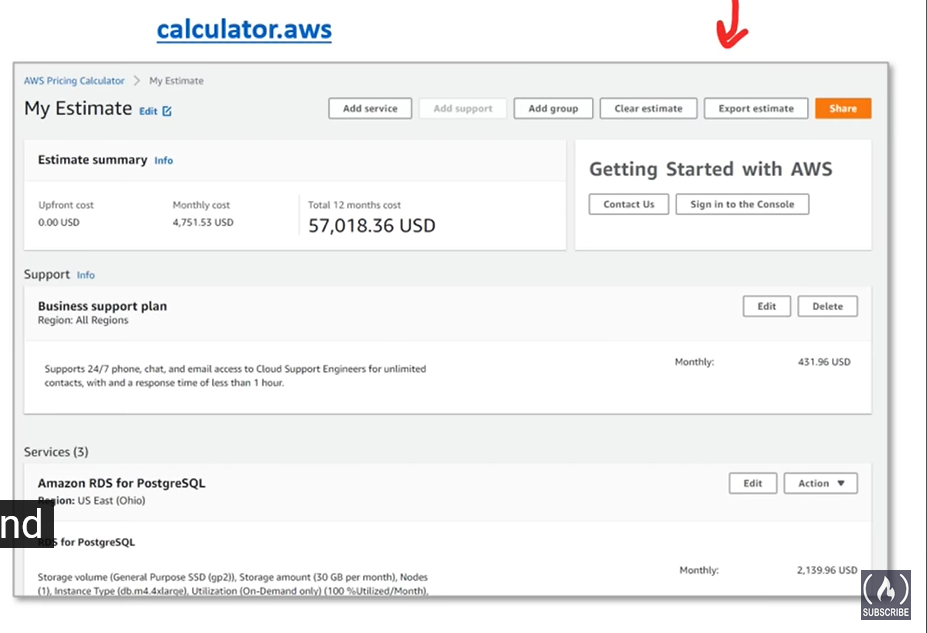 calculator.aws
AWS Pricing Calculator > My Estimate
My Estimate Edit
Add service Add support Add group Clear estimate Export estimate Share
Estimate summary Info
Upfront cost Monthly cost Total 12 months cost
0.00 USD 4,751.53 USD 57,018.36 USD
Getting Started with AWS
Contact Us Sign in to the Console
Support Info
Business support plan Edit Delete
Region: All Regions
Supports 24/7 phone, chat, and email access to Cloud Support Engineers for unlimited Monthly: 431.96 USD
contacts, with and a response time of less than 1 hour.
Services (3)
Amazon RDS for PostgreSQL Edit Action ▼
Region: US East (Ohio)
nd
RDS for PostgreSQL
Storage volume (General Purpose SSD (gp2)), Storage amount (30 GB per month), Nodes Monthly: 2,139.96 USD
(1), Instance Type (db.m4.4xlarge), Utilization (On-Demand only) (100 %Utilized/Month),
SUBSCRIBE